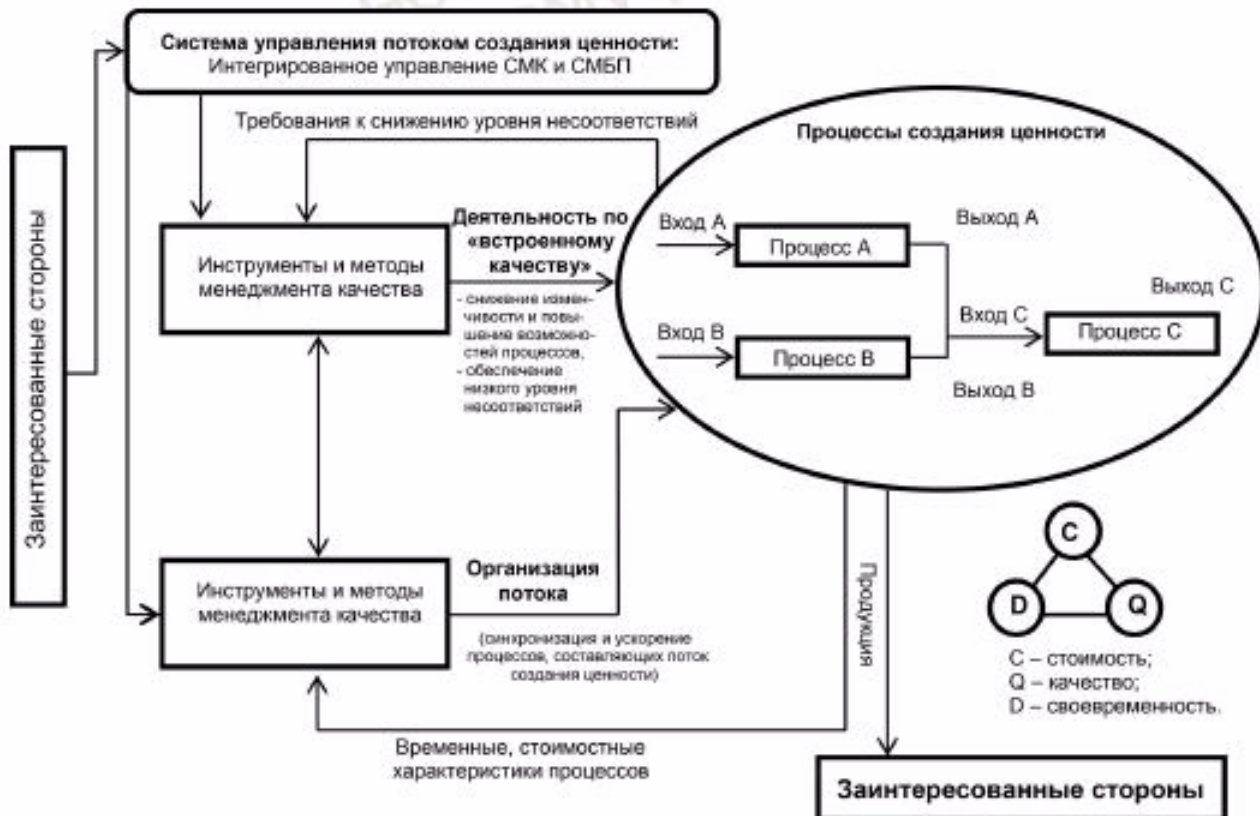 Система управления потоком создания ценности:
Интегрированное управление СМК и СМБП
Требования к снижению уровня несоответствий
Процессы создания ценности
Заинтересованные стороны
Инструменты и методы
менеджмента качества
Деятельность по
«встроенному
качеству»
- снижение измен-
чивости и повы-
шение возможно-
стей процессов,
- обеспечение
низкого уровня
несоответствий
Вход А
Процесс А
Выход А
Вход В
Процесс В
Выход В
Вход С
Процесс С
Выход С
Инструменты и методы
менеджмента качества
Организация
потока
(синхронизация и ускорение
процессов, составляющих поток
создания ценности)
Временные, стоимостные
характеристики процессов
Продукция
C
D
Q
C – стоимость;
Q – качество;
D – своевременность.
Заинтересованные стороны